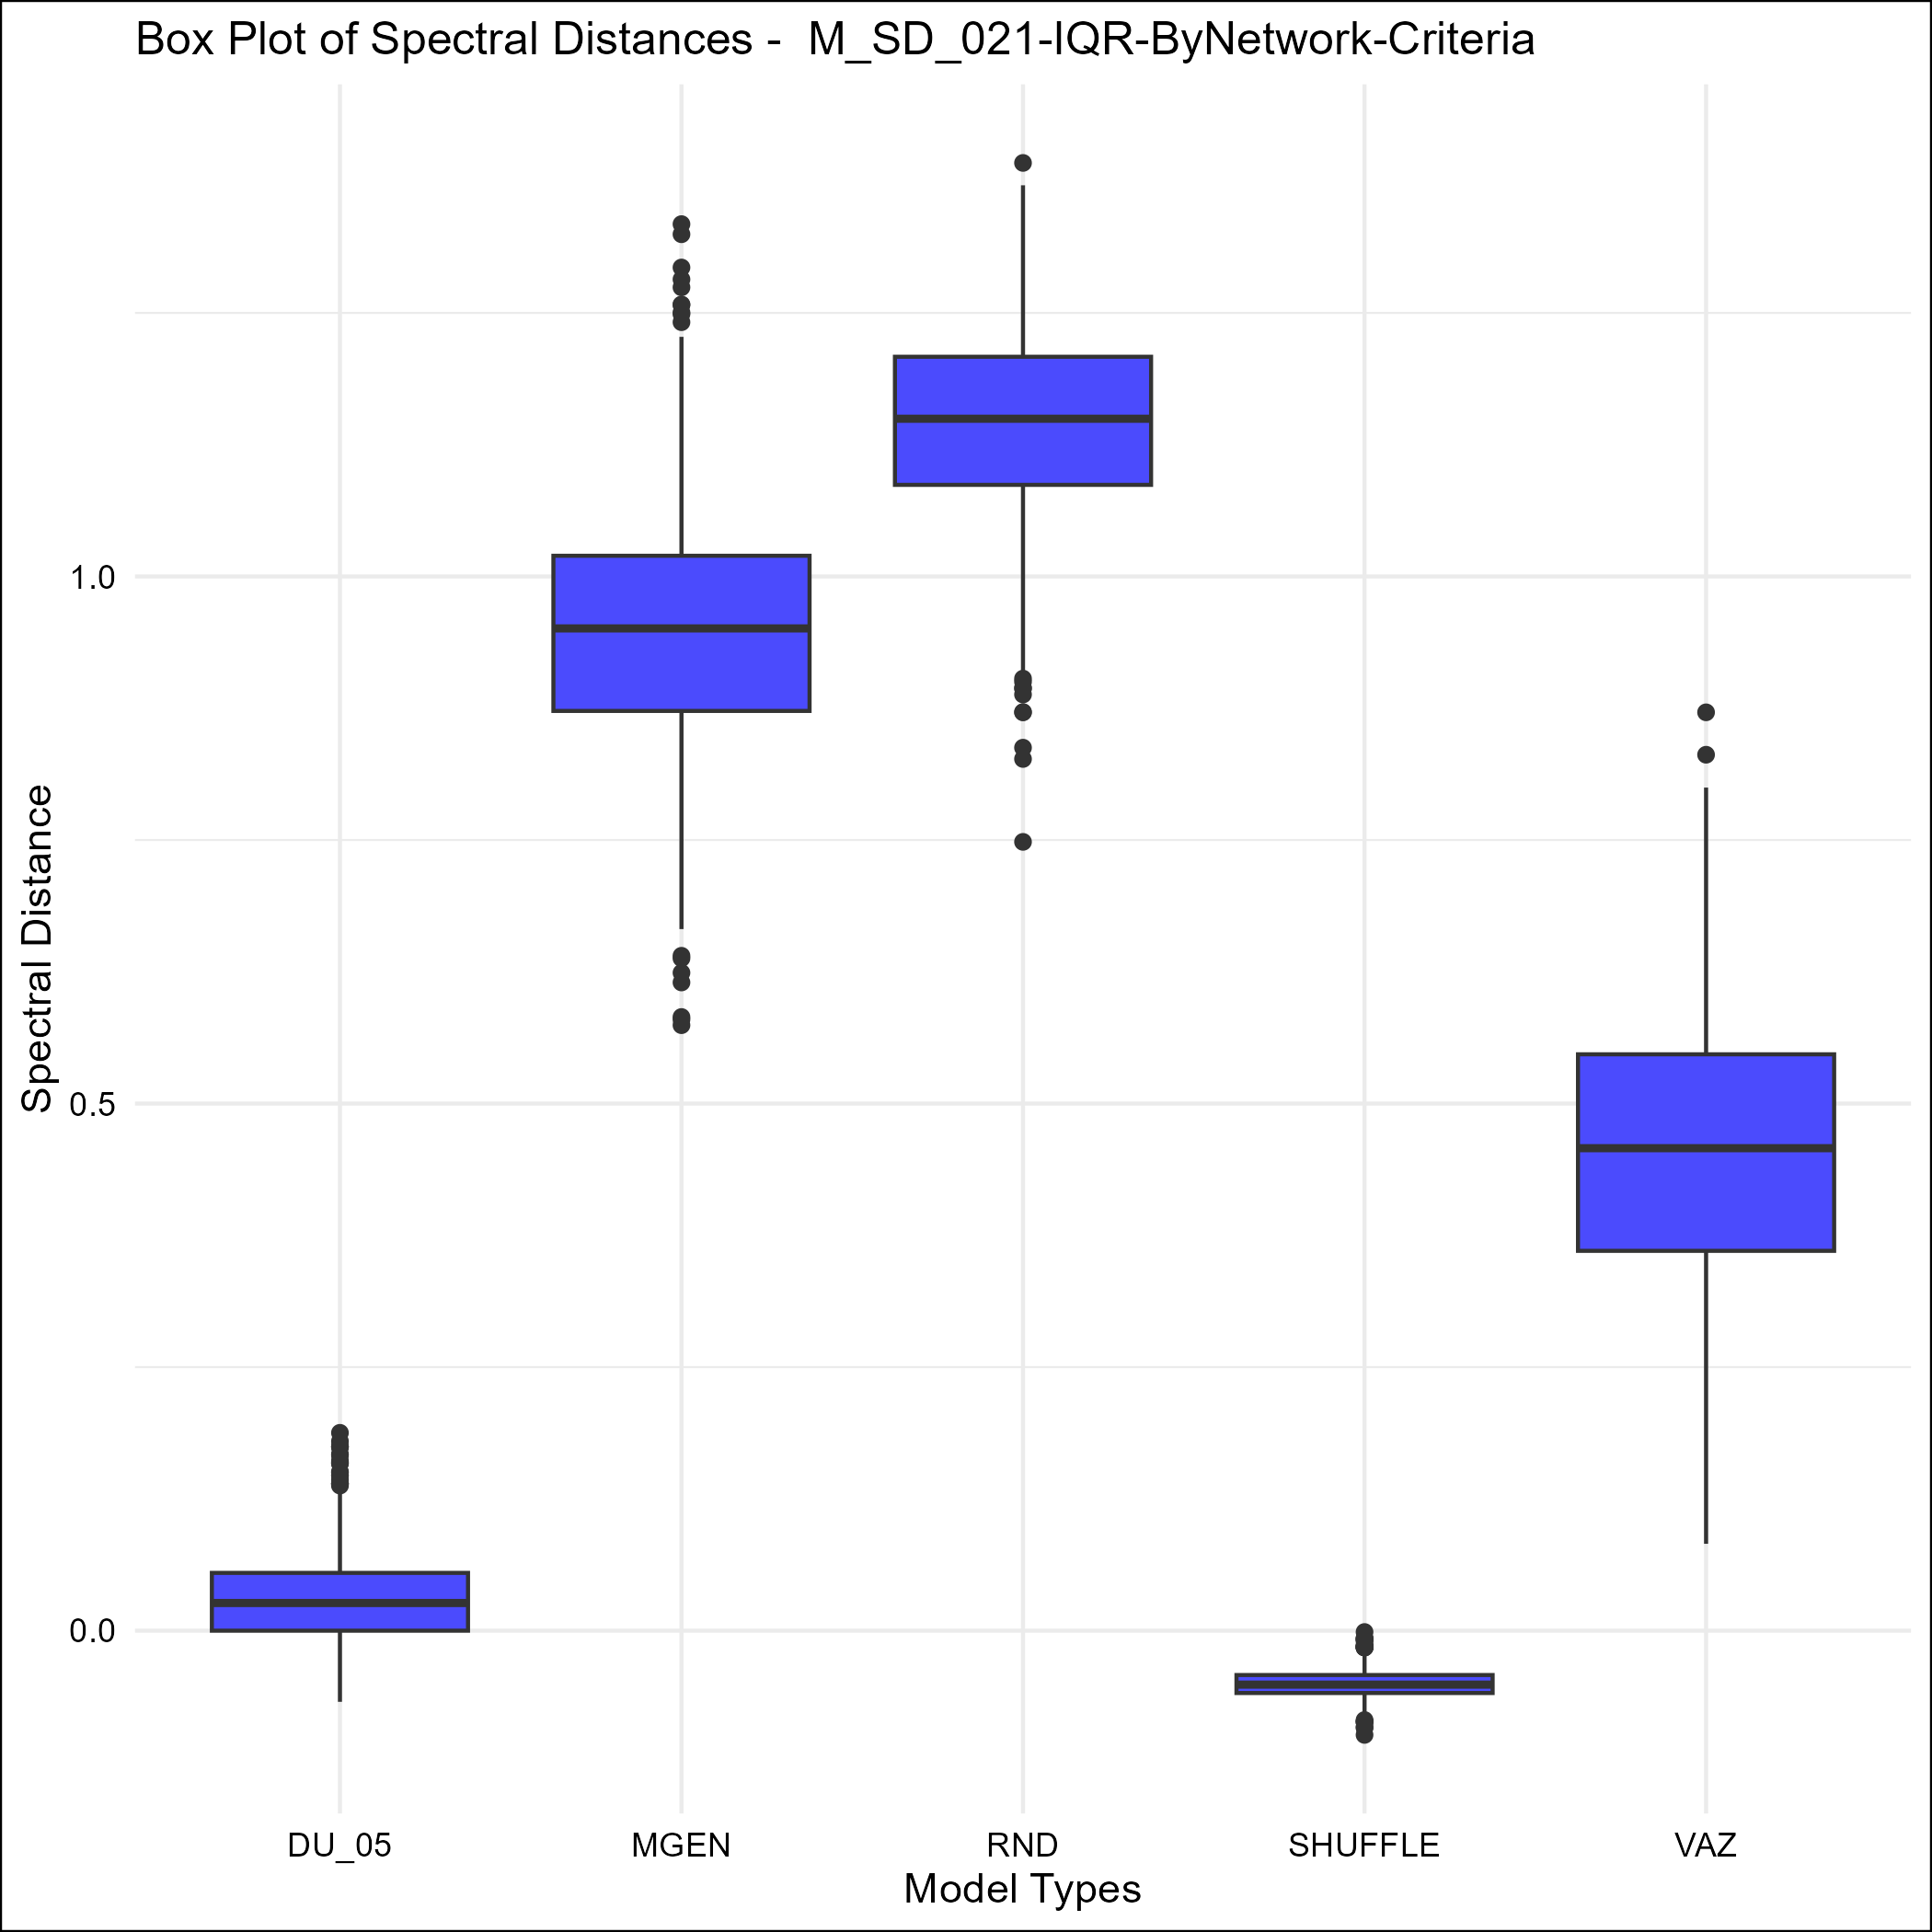 Box Plot of Spectral Distances -  M_SD_021-IQR-ByNetwork-Criteria
Spectral Distance
1.0
0.5
0.0
DU_05 MGEN RND SHUFFLE VAZ
Model Types